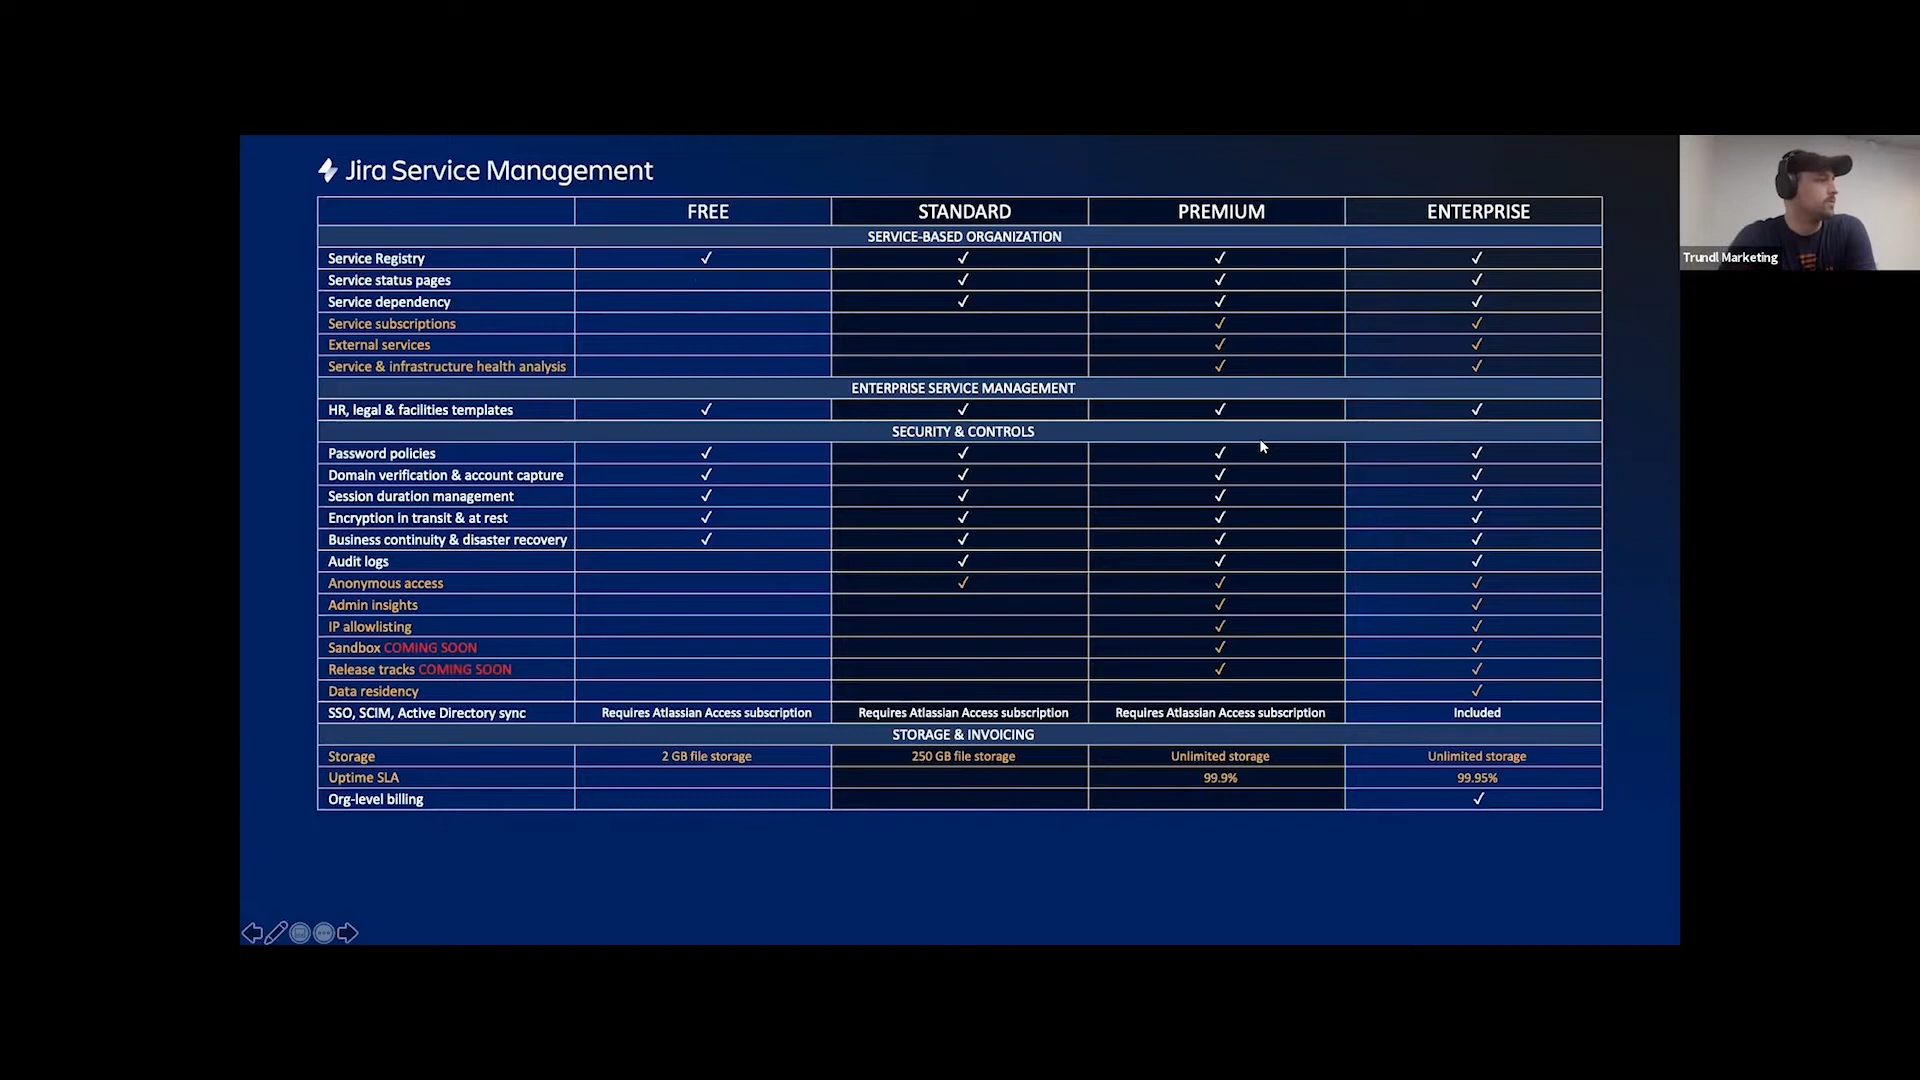 Jira Service Management
FREE STANDARD PREMIUM ENTERPRISE
SERVICE-BASED ORGANIZATION
Service Registry ✓ ✓ ✓ ✓
Service status pages ✓ ✓ ✓
Service dependency ✓ ✓ ✓
Service subscriptions ✓ ✓
External services ✓ ✓
Service & infrastructure health analysis ✓ ✓
ENTERPRISE SERVICE MANAGEMENT
HR, legal & facilities templates ✓ ✓ ✓ ✓
SECURITY & CONTROLS
Password policies ✓ ✓ ✓ ✓
Domain verification & account capture ✓ ✓ ✓ ✓
Session duration management ✓ ✓ ✓ ✓
Encryption in transit & at rest ✓ ✓ ✓ ✓
Business continuity & disaster recovery ✓ ✓ ✓ ✓
Audit logs ✓ ✓ ✓
Anonymous access ✓ ✓ ✓
Admin insights ✓ ✓
IP allowlisting ✓ ✓
Sandbox COMING SOON ✓ ✓
Release tracks COMING SOON ✓ ✓
Data residency ✓
SSO, SCIM, Active Directory sync Requires Atlassian Access subscription Requires Atlassian Access subscription Requires Atlassian Access subscription Included
STORAGE & INVOICING
Storage 2 GB file storage 250 GB file storage Unlimited storage Unlimited storage
Uptime SLA 99.9% 99.95%
Org-level billing ✓
Trundl Marketing